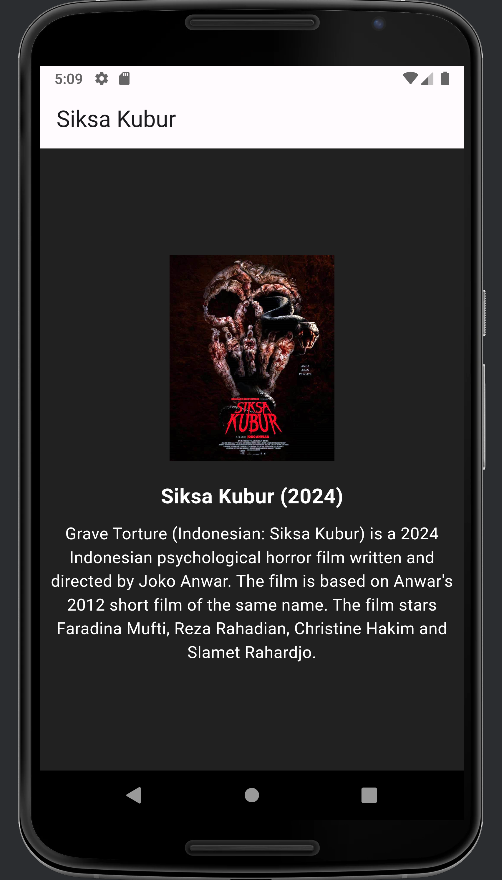 5:09
Siksa Kubur
SIKSA
KUBUR
Siksa Kubur (2024)
Grave Torture (Indonesian: Siksa Kubur) is a 2024
Indonesian psychological horror film written and
directed by Joko Anwar. The film is based on Anwar's
2012 short film of the same name. The film stars
Faradina Mufti, Reza Rahadian, Christine Hakim and
Slamet Rahardjo.